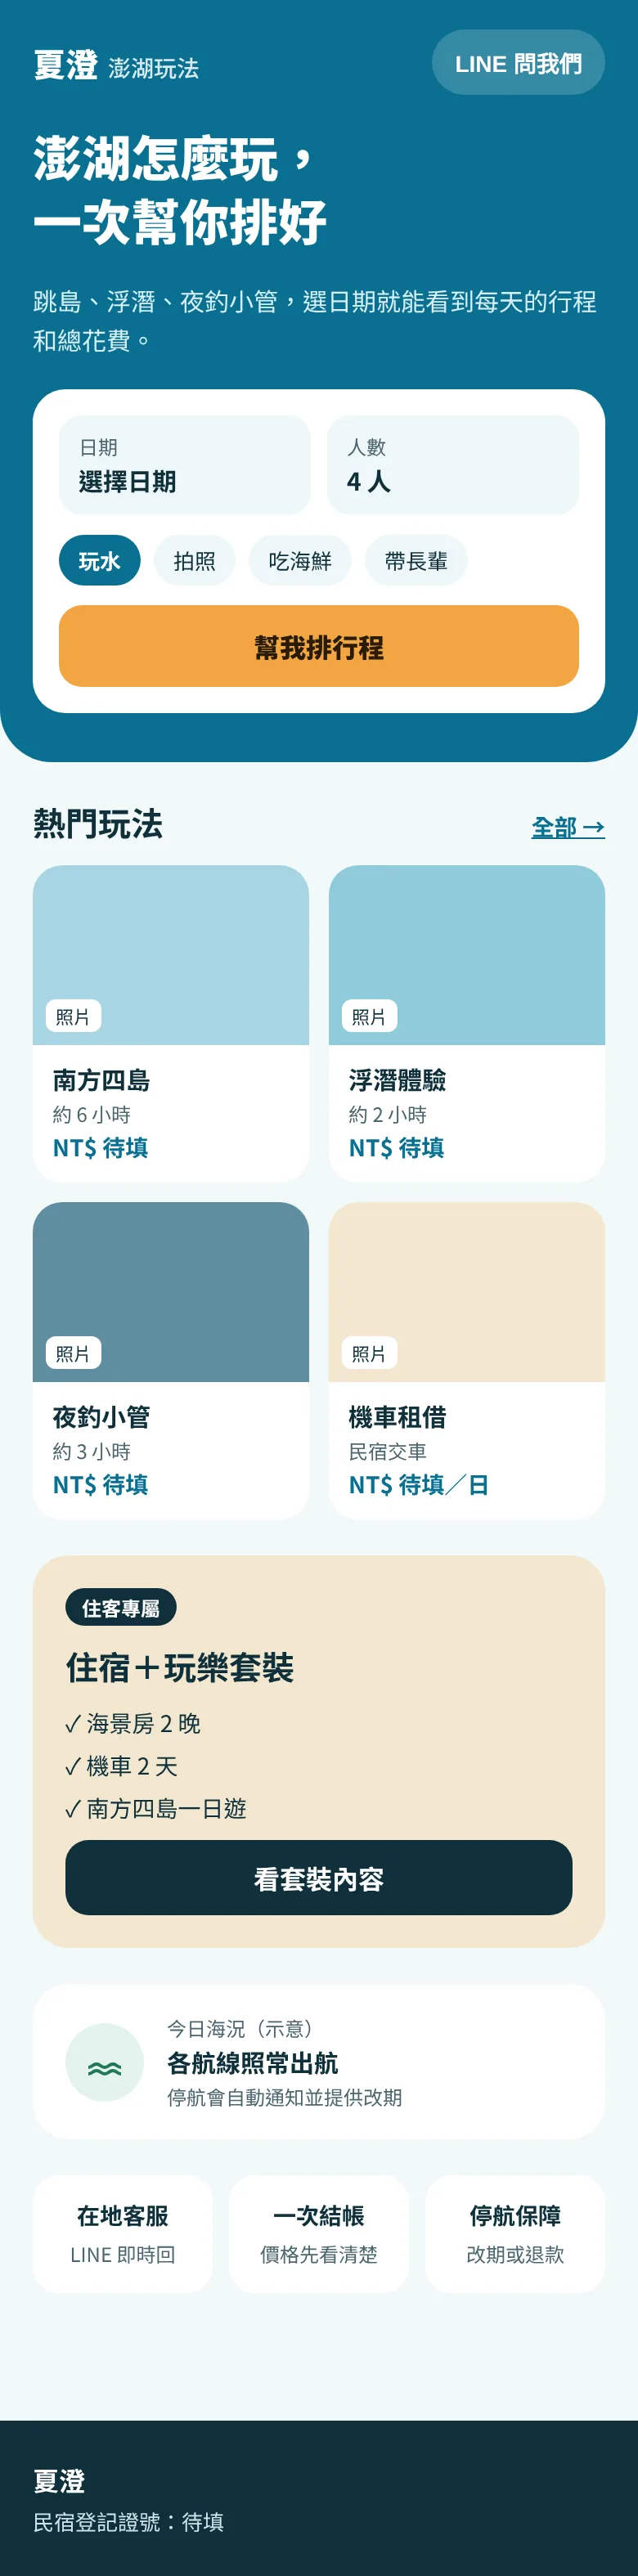 夏澄 澎湖玩法
LINE 問我們
澎湖怎麼玩，
一次幫你排好
跳島、浮潛、夜釣小管，選日期就能看到每天的行程
和總花費。
日期
選擇日期
人數
4 人
玩水
拍照
吃海鮮
帶長輩
幫我排行程
熱門玩法
全部 →
照片
南方四島
約 6 小時
NT$ 待填
照片
浮潛體驗
約 2 小時
NT$ 待填
照片
夜釣小管
約 3 小時
NT$ 待填
照片
機車租借
民宿交車
NT$ 待填／日
住客專屬
住宿＋玩樂套裝
✓ 海景房 2 晚
✓ 機車 2 天
✓ 南方四島一日遊
看套裝內容
今日海況（示意）
各航線照常出航
停航會自動通知並提供改期
在地客服
LINE 即時回
一次結帳
價格先看清楚
停航保障
改期或退款
夏澄
民宿登記證號：待填